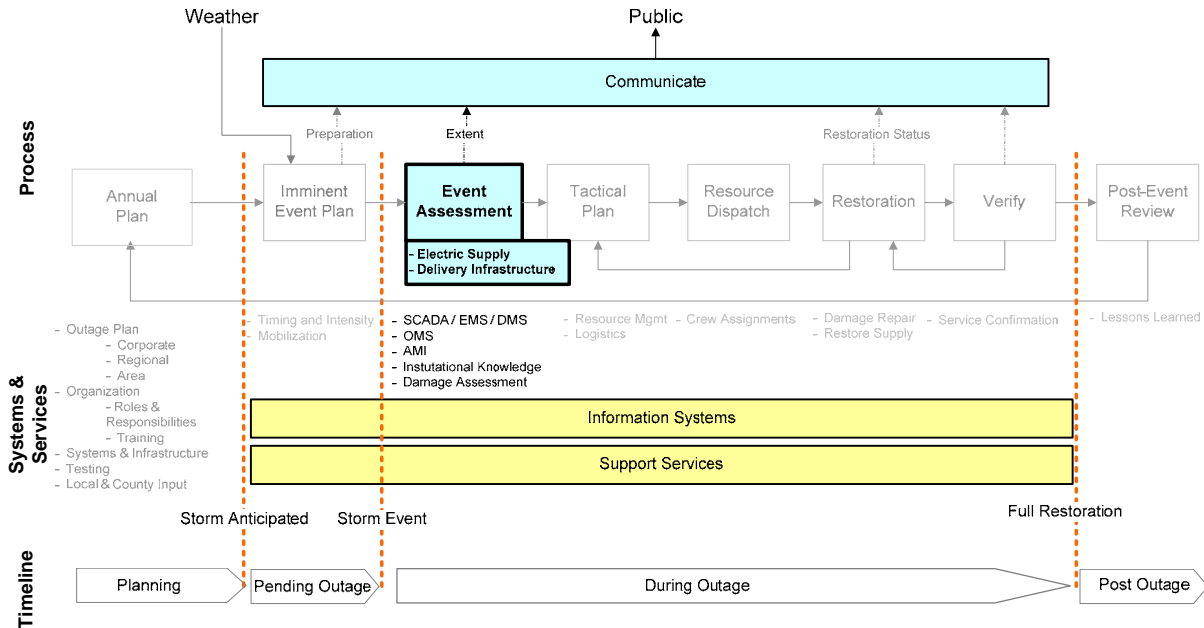 Weather
Public
Communicate
Process
Preparation
Extent
Restoration Status
Annual
Plan
Imminent
Event Plan
Event
Assessment
Tactical
Plan
Resource
Dispatch
Restoration
Verify
Post-Event
Review
- Electric Supply
- Delivery Infrastructure
Systems &
Services
- Outage Plan
- Corporate
- Regional
- Area
- Organization
- Roles &
Responsibilities
- Training
- Systems & Infrastructure
- Testing
- Local & County Input
- Timing and Intensity
- Mobilization
- SCADA / EMS / DMS
- OMS
- AMI
- Instutational Knowledge
- Damage Assessment
- Resource Mgmt
- Logistics
- Crew Assignments
- Damage Repair
- Restore Supply
- Service Confirmation
- Lessons Learned
Information Systems
Support Services
Storm Anticipated
Storm Event
Full Restoration
Timeline
Planning
Pending Outage
During Outage
Post Outage